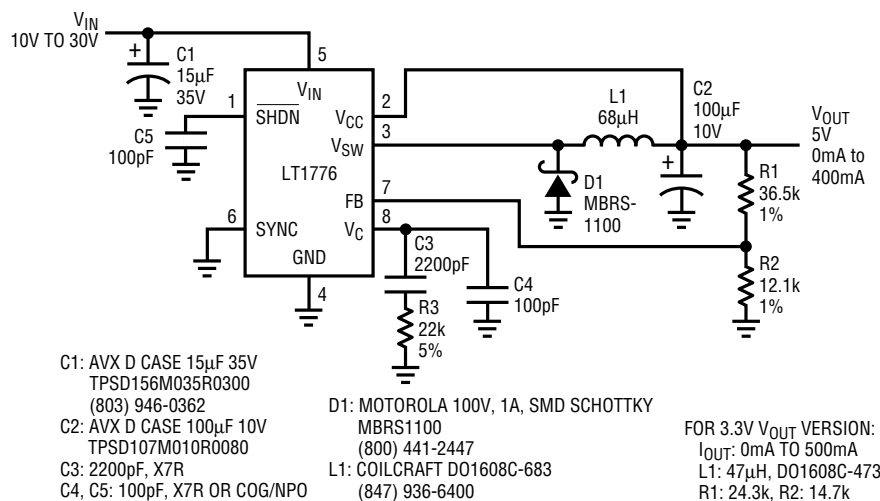 VIN
10V TO 30V
C1
15µF
35V
+
5
VIN
1
SHDN
C5
100pF
2
VCC
3
VSW
LT1776
7
FB
6
SYNC
8
VC
GND
4
L1
68µH
C2
100µF
10V
+
D1
MBRS-
1100
VOUT
5V
0mA to
400mA
R1
36.5k
1%
R2
12.1k
1%
C3
2200pF
C4
100pF
R3
22k
5%
C1: AVX D CASE 15µF 35V
TPSD156M035R0300
(803) 946-0362
C2: AVX D CASE 100µF 10V
TPSD107M010R0080
C3: 2200pF, X7R
C4, C5: 100pF, X7R OR COG/NPO
D1: MOTOROLA 100V, 1A, SMD SCHOTTKY
MBRS1100
(800) 441-2447
L1: COILCRAFT DO1608C-683
(847) 936-6400
FOR 3.3V VOUT VERSION:
IOUT: 0mA TO 500mA
L1: 47µH, DO1608C-473
R1: 24.3k, R2: 14.7k